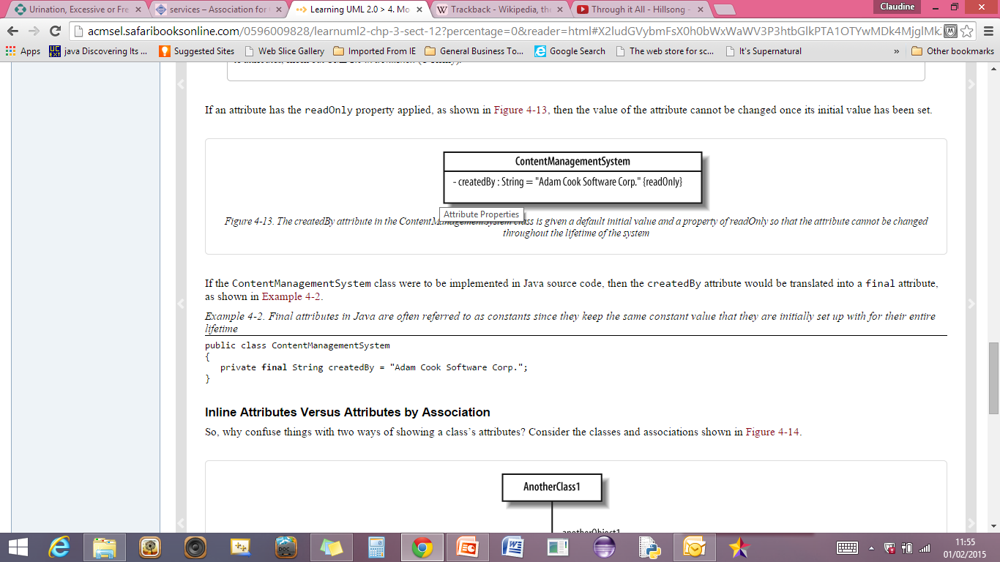 Urination, Excessive or Fre
services – Association for
Learning UML 2.0 > 4. Mo
Trackback - Wikipedia, the
Through it All - Hillsong -
Claudine
acmsel.safaribooksonline.com/0596009828/learnuml2-chp-3-sect-12?percentage=0&reader=html#X2ludGVybmFsX0h0bWxWaWV3P3htbGlkPTA1OTYwMDk4MjglMk
Apps
java Discovering Its ...
Suggested Sites
Web Slice Gallery
Imported From IE
General Business To...
Google Search
The web store for sc...
It's Supernatural
»
Other bookmarks
If an attribute has the readOnly property applied, as shown in Figure 4-13, then the value of the attribute cannot be changed once its initial value has been set.
ContentManagementSystem
- createdBy : String = "Adam Cook Software Corp." {readOnly}
Attribute Properties
Figure 4-13. The createdBy attribute in the ContentManagementSystem class is given a default initial value and a property of readOnly so that the attribute cannot be changed
throughout the lifetime of the system
If the ContentManagementSystem class were to be implemented in Java source code, then the createdBy attribute would be translated into a final attribute,
as shown in Example 4-2.
Example 4-2. Final attributes in Java are often referred to as constants since they keep the same constant value that they are initially set up with for their entire
lifetime
public class ContentManagementSystem
{
private final String createdBy = "Adam Cook Software Corp.";
}
Inline Attributes Versus Attributes by Association
So, why confuse things with two ways of showing a class's attributes? Consider the classes and associations shown in Figure 4-14.
AnotherClass1
anotherObject1
11:55
01/02/2015